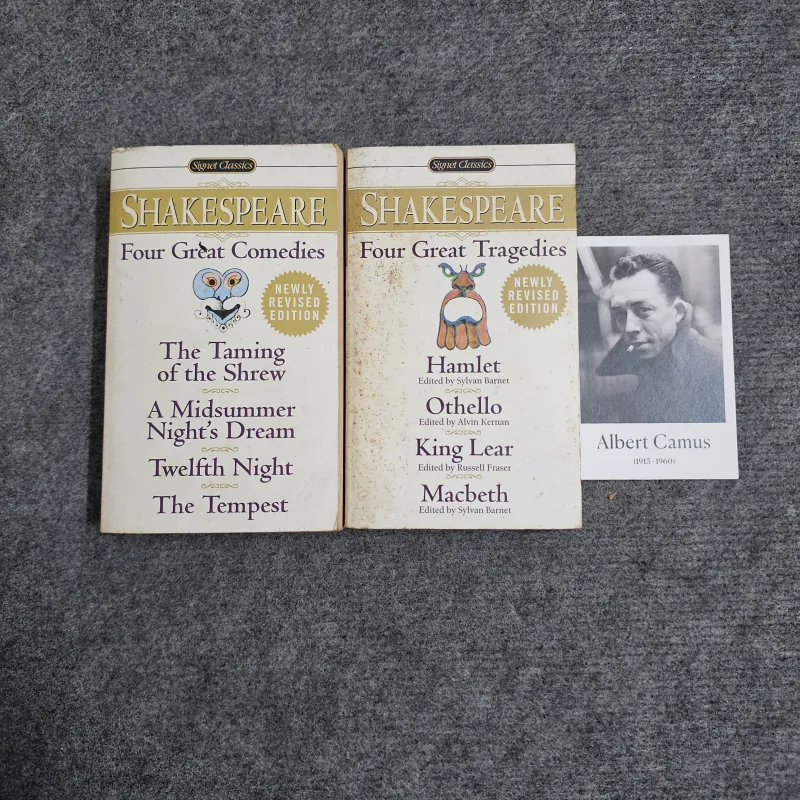 Signet Classics
SHAKESPEARE
Four Great Comedies
NEWLY
REVISED
EDITION
The Taming
of the Shrew
A Midsummer
Night's Dream
Twelfth Night
The Tempest
Signet Classics
SHAKESPEARE
Four Great Tragedies
NEWLY
REVISED
EDITION
Hamlet
Edited by Sylvan Barnet
Othello
Edited by Alvin Kernan
King Lear
Edited by Russell Fraser
Macbeth
Edited by Sylvan Barnet
Albert Camus
(1915 - 1960)